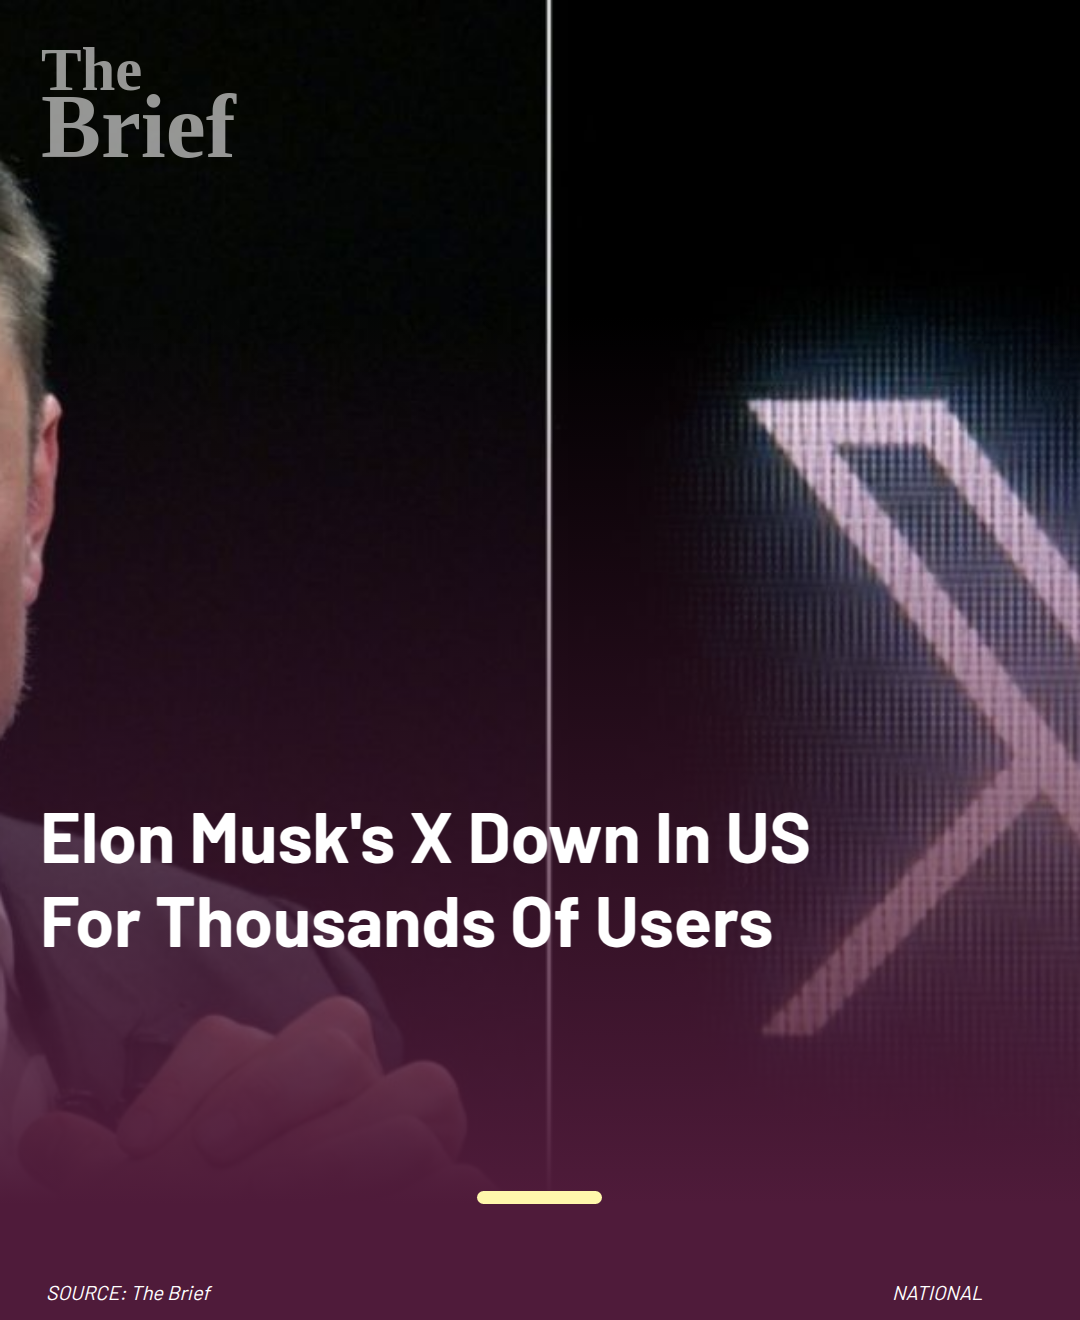 The
Brief
Elon Musk's X Down In US
For Thousands Of Users
SOURCE: The Brief
NATIONAL